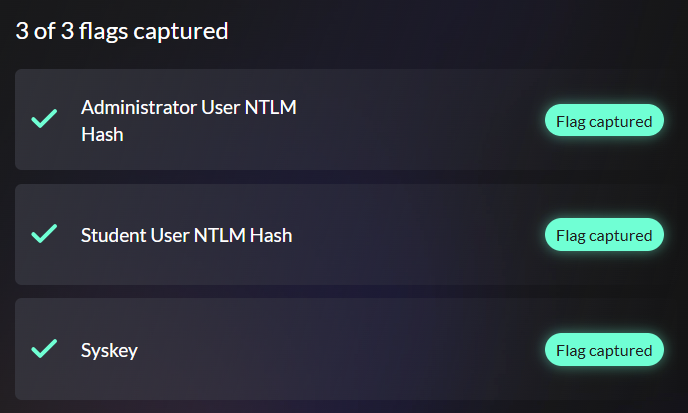 3 of 3 flags captured
Administrator User NTLM
Hash
Flag captured
Student User NTLM Hash
Flag captured
Syskey
Flag captured